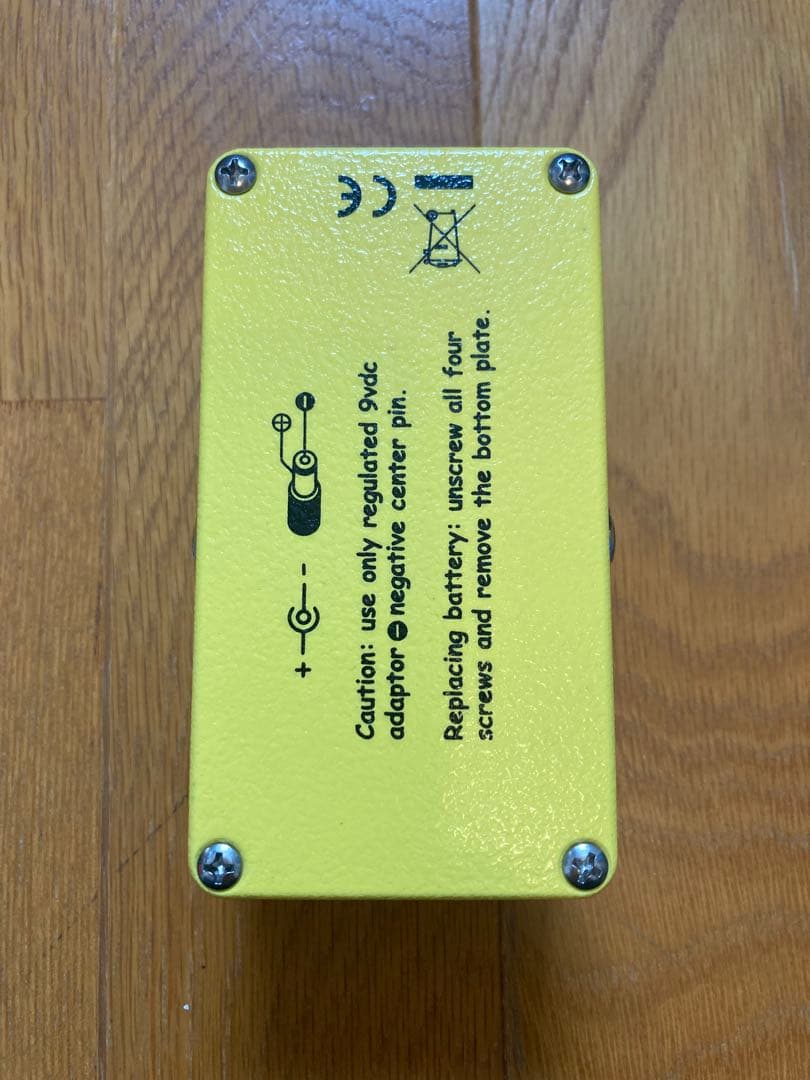 CE
+ -
+ -
Caution: use only regulated 9vdc
adaptor - negative center pin.
Replacing battery: unscrew all four
screws and remove the bottom plate.